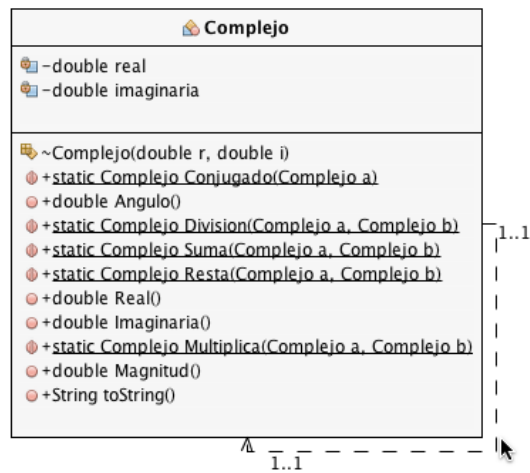 Complejo
-double real
-double imaginaria
~Complejo(double r, double i)
+static Complejo Conjugado(Complejo a)
+double Angulo()
+static Complejo Division(Complejo a, Complejo b)
+static Complejo Suma(Complejo a, Complejo b)
+static Complejo Resta(Complejo a, Complejo b)
+double Real()
+double Imaginaria()
+static Complejo Multiplica(Complejo a, Complejo b)
+double Magnitud()
+String toString()
1..1
1..1